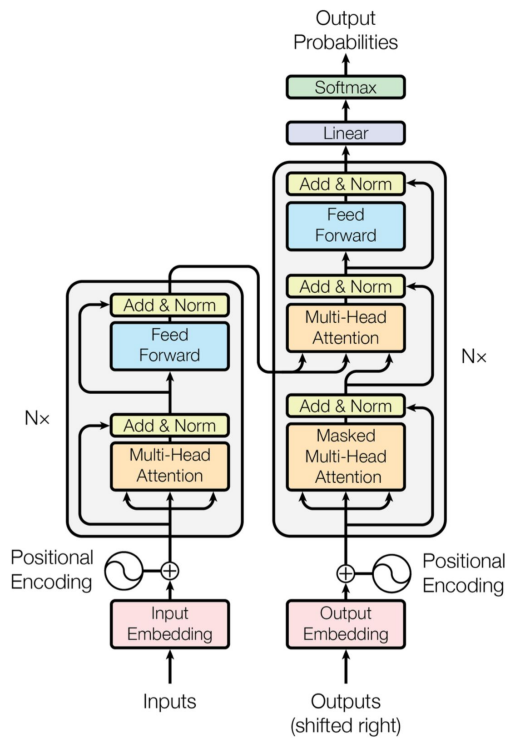 Output
Probabilities
Softmax
Linear
Add & Norm
Feed
Forward
Add & Norm
Multi-Head
Attention
Add & Norm
Masked
Multi-Head
Attention
N×
Add & Norm
Feed
Forward
Add & Norm
Multi-Head
Attention
N×
Positional
Encoding
Positional
Encoding
Input
Embedding
Output
Embedding
Inputs
Outputs
(shifted right)